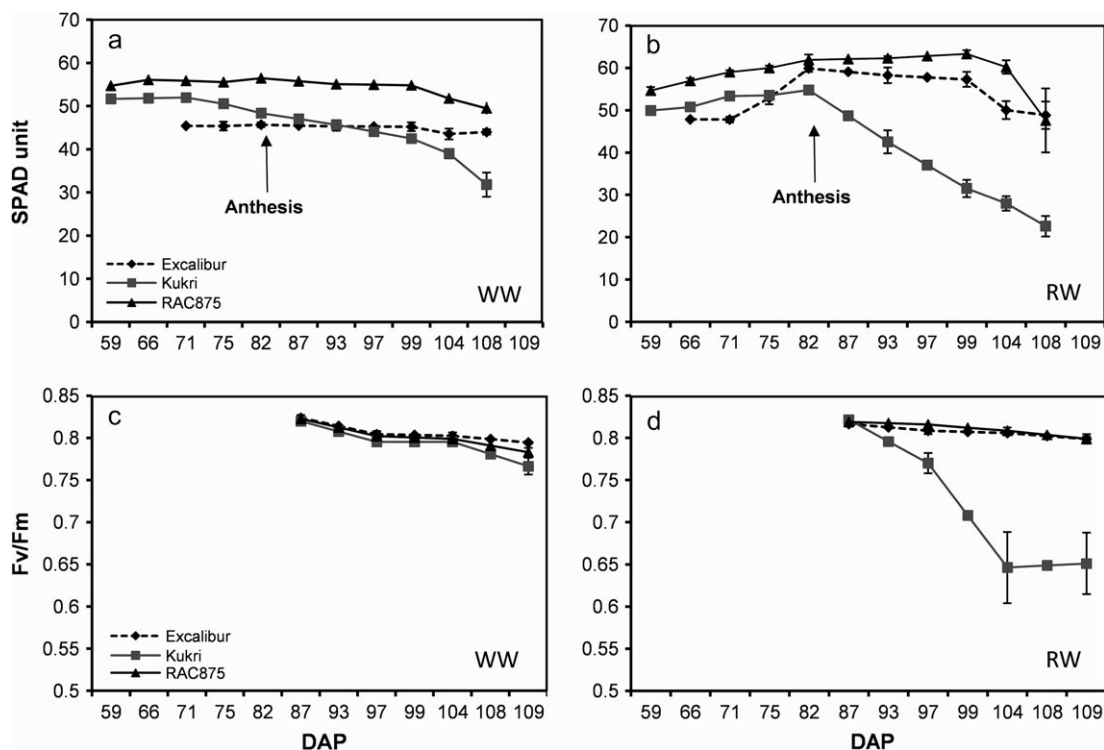 a
70
60
50
40
30
20
10
0
SPAD unit
Anthesis
Excalibur
Kukri
RAC875
WW
59 66 71 75 82 87 93 97 99 104 108 109
b
70
60
50
40
30
20
10
0
Anthesis
RW
59 66 71 75 82 87 93 97 99 104 108 109
c
0.85
0.8
0.75
0.7
0.65
0.6
0.55
0.5
Fv/Fm
Excalibur
Kukri
RAC875
WW
59 66 71 75 82 87 93 97 99 104 108 109
DAP
d
0.85
0.8
0.75
0.7
0.65
0.6
0.55
0.5
RW
59 66 71 75 82 87 93 97 99 104 108 109
DAP